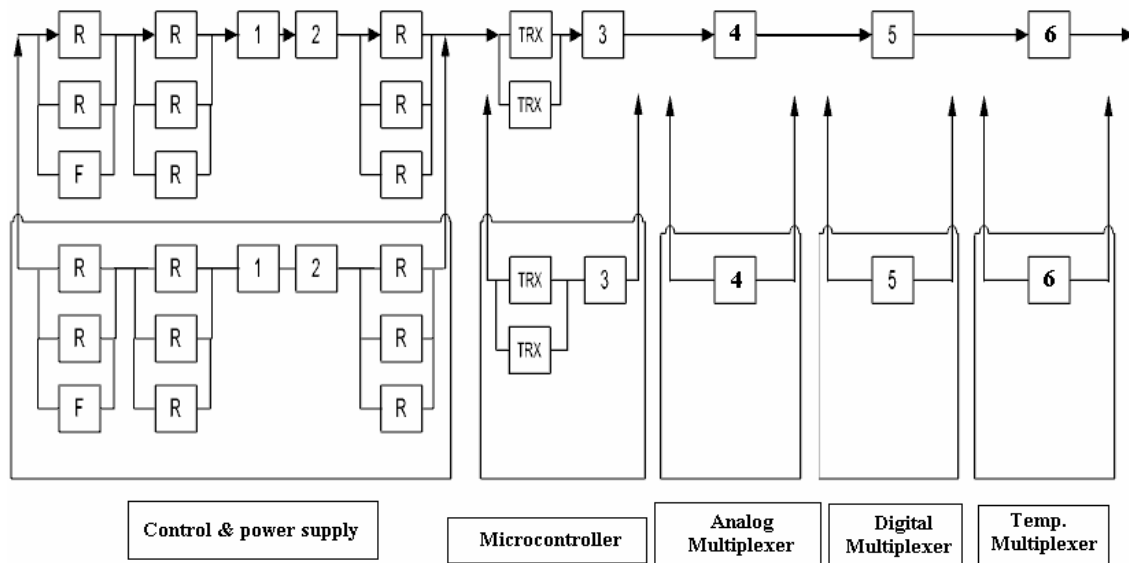 R R 1 2 R TRX 3 4 5 6
R R R TRX
F R R
R R 1 2 R TRX 3 4 5 6
R R R TRX
F R R
Control & power supply
Microcontroller
Analog
Multiplexer
Digital
Multiplexer
Temp.
Multiplexer